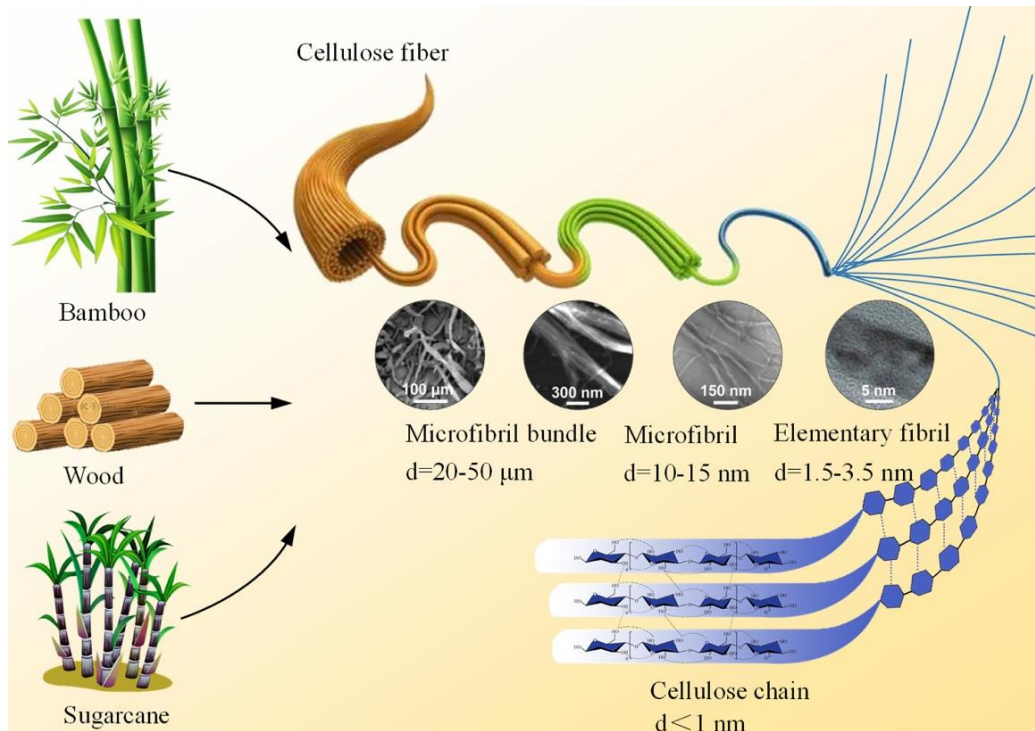 Cellulose fiber
Bamboo
Wood
Sugarcane
100 μm
300 nm
150 nm
5 nm
Microfibril bundle
d=20-50 μm
Microfibril
d=10-15 nm
Elementary fibril
d=1.5-3.5 nm
Cellulose chain
d<1 nm